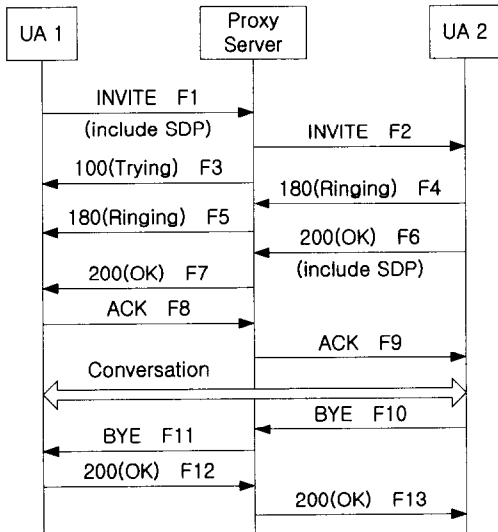 UA 1
Proxy
Server
UA 2
INVITE F1
(include SDP)
INVITE F2
100(Trying) F3
180(Ringing) F4
180(Ringing) F5
200(OK) F6
(include SDP)
200(OK) F7
ACK F8
ACK F9
Conversation
BYE F10
BYE F11
200(OK) F12
200(OK) F13